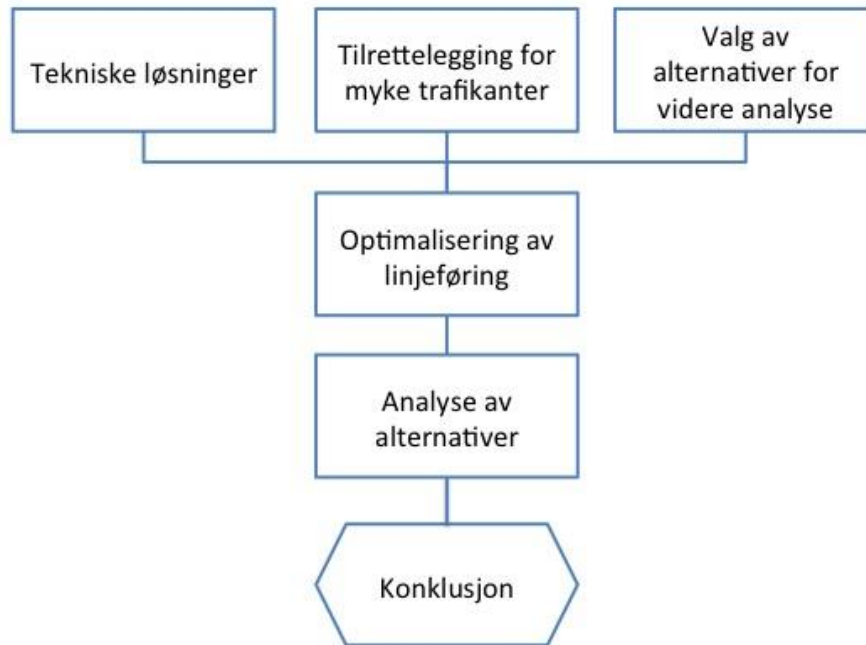 Tekniske løsninger
Tilrettelegging for
myke trafikanter
Valg av
alternativer for
videre analyse
Optimalisering av
linjeføring
Analyse av
alternativer
Konklusjon